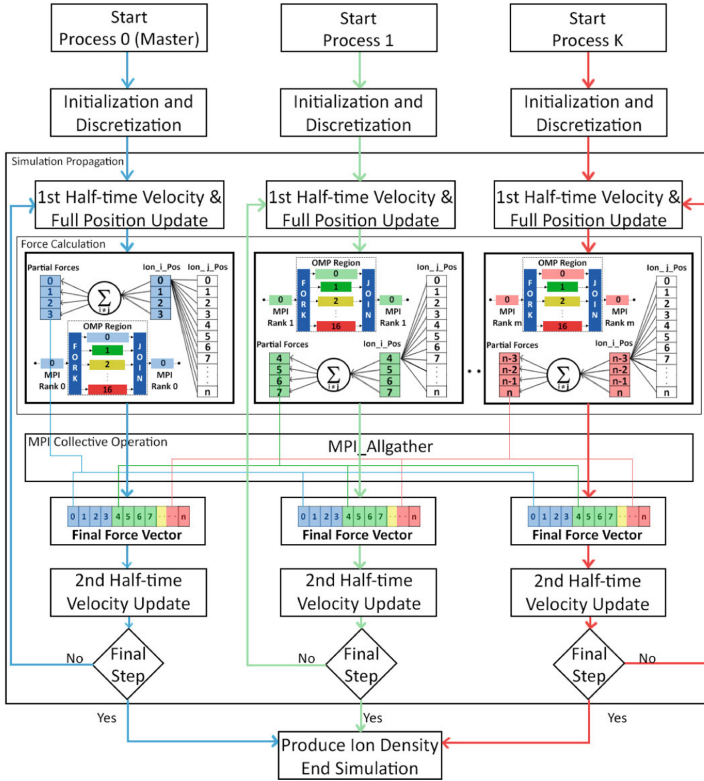 Start
Process 0 (Master)
Start
Process 1
Start
Process K
Initialization and
Discretization
Initialization and
Discretization
Initialization and
Discretization
Simulation Propagation
1st Half-time Velocity &
Full Position Update
1st Half-time Velocity &
Full Position Update
1st Half-time Velocity &
Full Position Update
Force Calculation
Partial Forces
Ion_i_Pos
Ion_j_Pos
0
1
2
3
Σ
i≠j
0
1
2
3
0
1
2
3
4
5
6
7
n
OMP Region
0
MPI
Rank 0
FORK
0
1
2
16
JOIN
0
MPI
Rank 0
OMP Region
Ion_j_Pos
0
MPI
Rank 1
FORK
0
1
2
16
JOIN
0
MPI
Rank 1
0
1
2
3
4
5
6
7
n
Partial Forces
Ion_i_Pos
4
5
6
7
Σ
i≠j
4
5
6
7
OMP Region
Ion_j_Pos
0
MPI
Rank m
FORK
0
1
2
16
JOIN
0
MPI
Rank m
0
1
2
3
4
5
6
7
n
Partial Forces
Ion_i_Pos
n-3
n-2
n-1
n
Σ
i≠j
n-3
n-2
n-1
n
MPI Collective Operation
MPI_Allgather
0 1 2 3 4 5 6 7 ·· ·· n
Final Force Vector
0 1 2 3 4 5 6 7 ·· ·· n
Final Force Vector
0 1 2 3 4 5 6 7 ·· ·· n
Final Force Vector
2nd Half-time
Velocity Update
2nd Half-time
Velocity Update
2nd Half-time
Velocity Update
Final
Step
No
Final
Step
No
Final
Step
No
Yes
Yes
Yes
Produce Ion Density
End Simulation